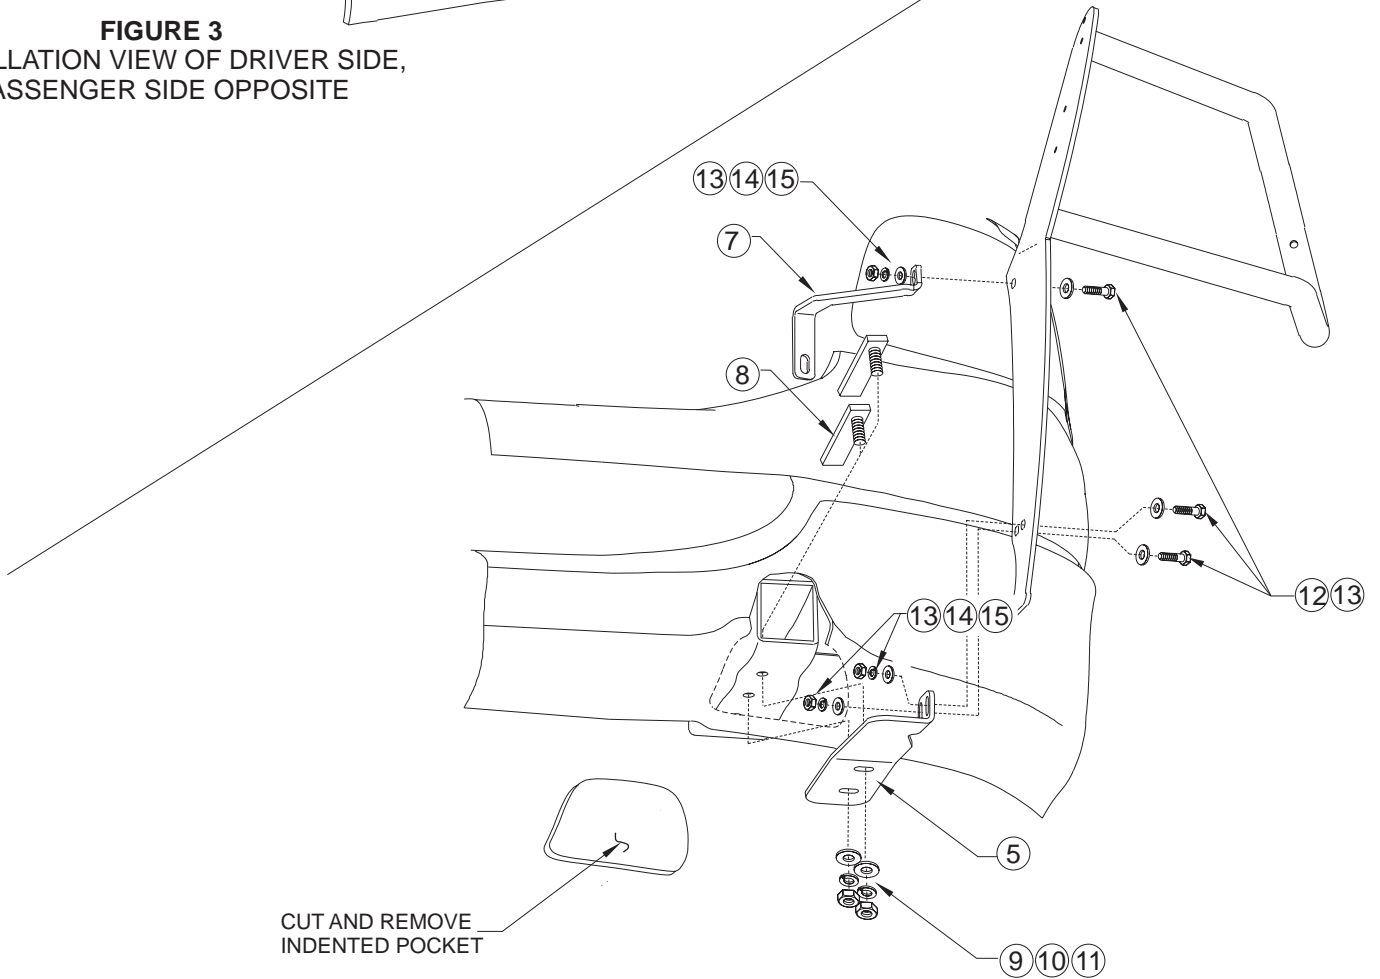 FIGURE 3
LLATION VIEW OF DRIVER SIDE,
ASSENGER SIDE OPPOSITE
13 14 15
7
8
12 13
13 14 15
5
CUT AND REMOVE
INDENTED POCKET
9 10 11